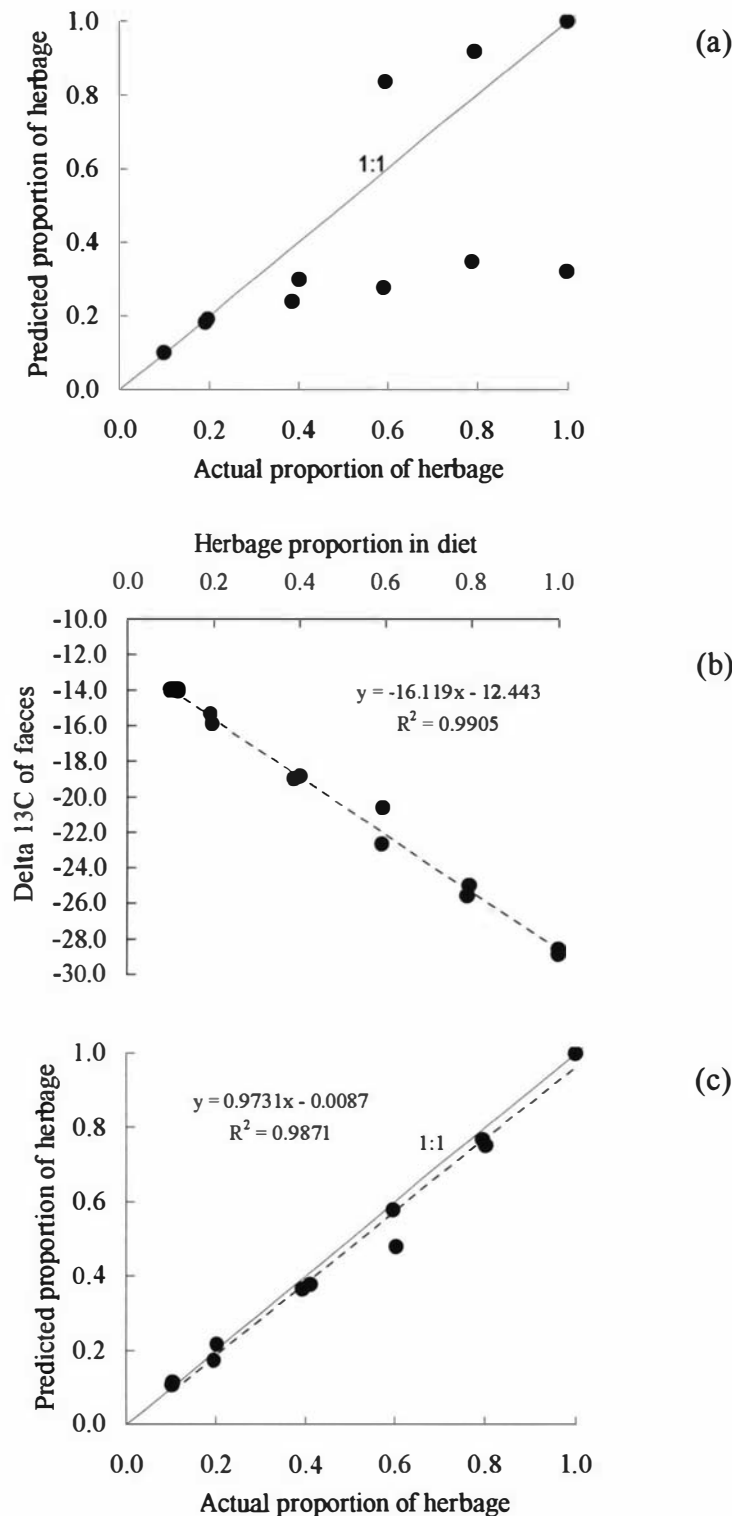 (a)
Predicted proportion of herbage
1.0
0.8
0.6
0.4
0.2
0.0
1:1
0.0 0.2 0.4 0.6 0.8 1.0
Actual proportion of herbage
Herbage proportion in diet
0.0 0.2 0.4 0.6 0.8 1.0
(b)
Delta 13C of faeces
-10.0
-12.0
-14.0
-16.0
-18.0
-20.0
-22.0
-24.0
-26.0
-28.0
-30.0
y = -16.119x - 12.443
R² = 0.9905
(c)
Predicted proportion of herbage
1.0
0.8
0.6
0.4
0.2
0.0
y = 0.9731x - 0.0087
R² = 0.9871
1:1
0.0 0.2 0.4 0.6 0.8 1.0
Actual proportion of herbage